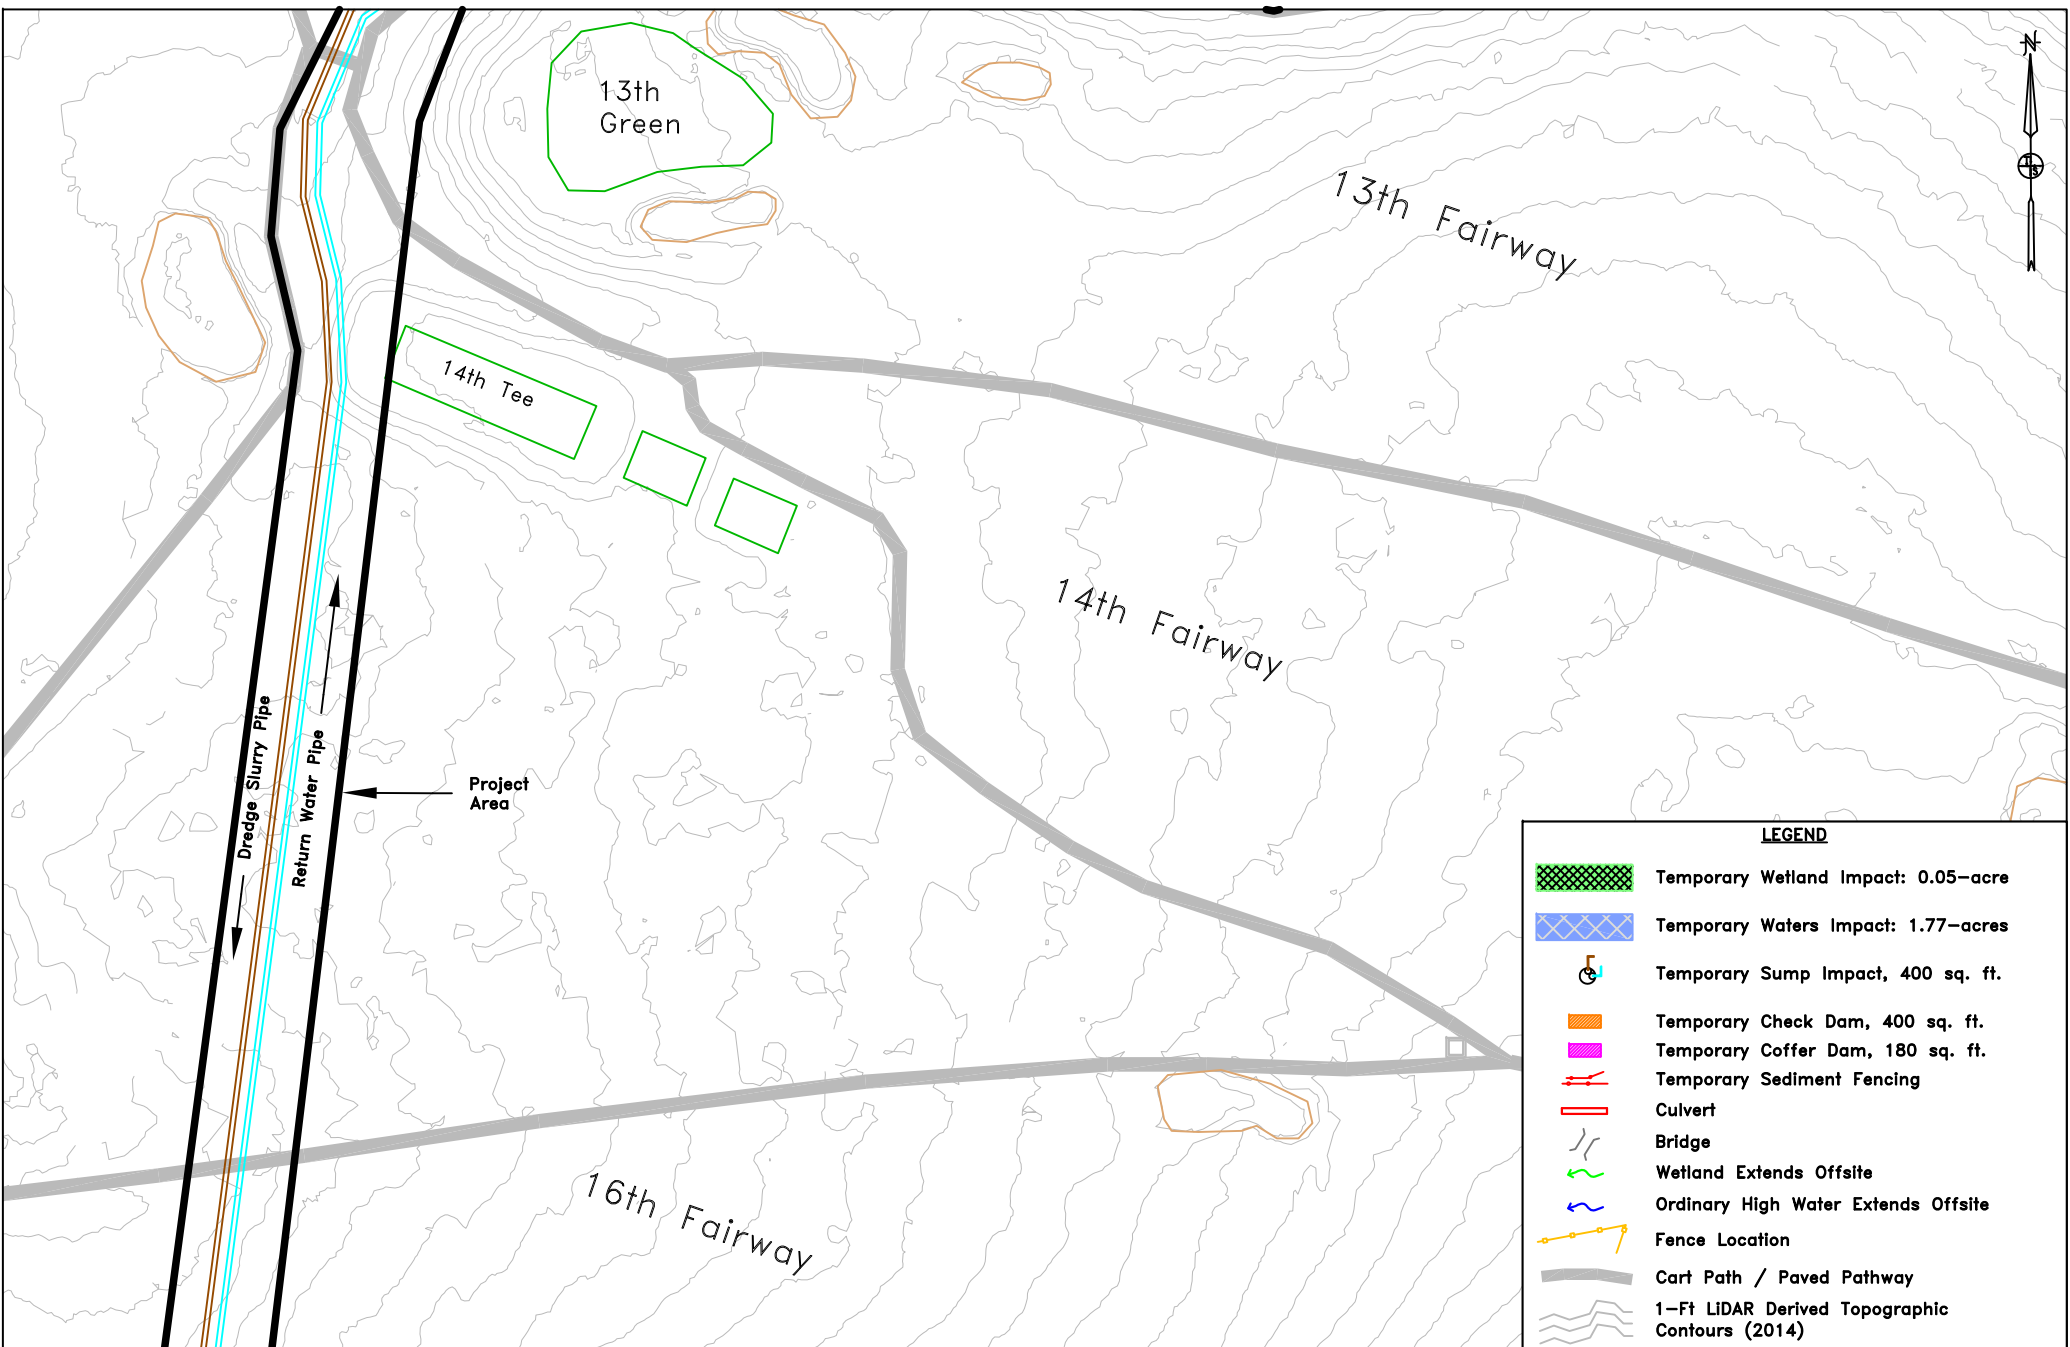 N
13th
Green
13th Fairway
14th Tee
14th Fairway
Dredge Slurry Pipe
Return Water Pipe
Project
Area
16th Fairway
LEGEND
Temporary Wetland Impact: 0.05-acre
Temporary Waters Impact: 1.77-acres
Temporary Sump Impact, 400 sq. ft.
Temporary Check Dam, 400 sq. ft.
Temporary Coffer Dam, 180 sq. ft.
Temporary Sediment Fencing
Culvert
Bridge
Wetland Extends Offsite
Ordinary High Water Extends Offsite
Fence Location
Cart Path / Paved Pathway
1-Ft LiDAR Derived Topographic
Contours (2014)